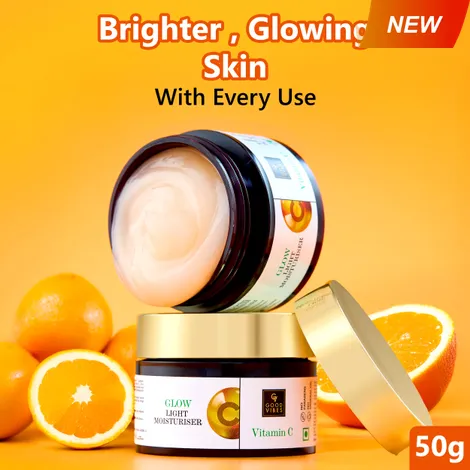 Brighter , Glowing
NEW
Skin
With Every Use
C
GLOW
LIGHT
MOISTURISER
GLOW
LIGHT
MOISTURISER
C
GOOD
VIBES
Vitamin C
50g